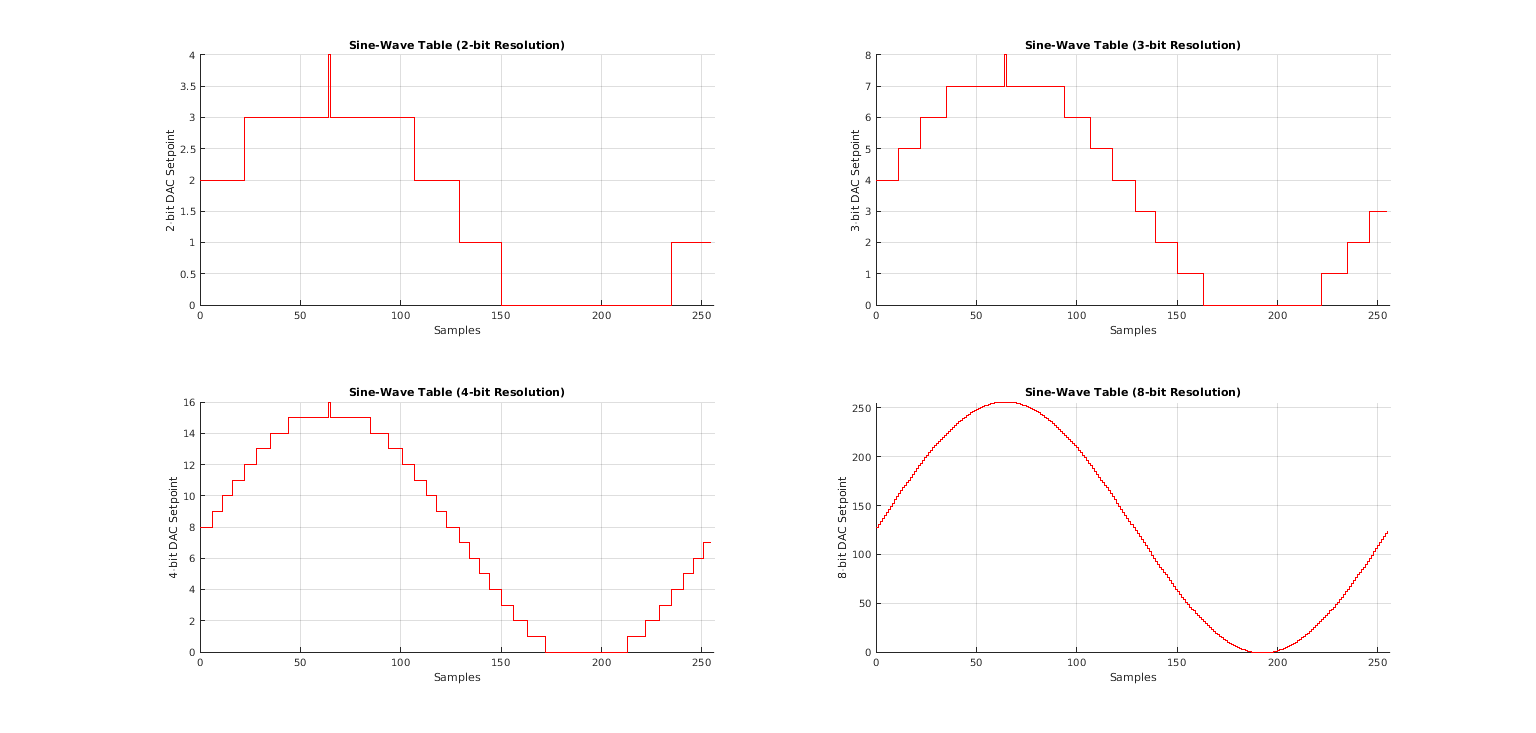 Sine-Wave Table (2-bit Resolution)
4
3.5
3
2.5
2
1.5
1
0.5
0
2-bit DAC Setpoint
0 50 100 150 200 250
Samples
Sine-Wave Table (3-bit Resolution)
8
7
6
5
4
3
2
1
0
3-bit DAC Setpoint
0 50 100 150 200 250
Samples
Sine-Wave Table (4-bit Resolution)
16
14
12
10
8
6
4
2
0
4-bit DAC Setpoint
0 50 100 150 200 250
Samples
Sine-Wave Table (8-bit Resolution)
250
200
150
100
50
0
8-bit DAC Setpoint
0 50 100 150 200 250
Samples